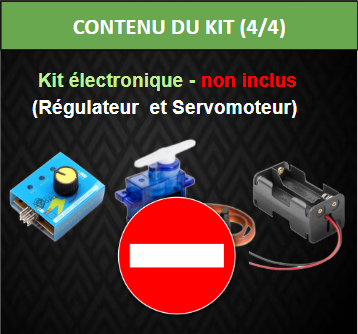 CONTENU DU KIT (4/4)
Kit électronique - non inclus
(Régulateur et Servomoteur)